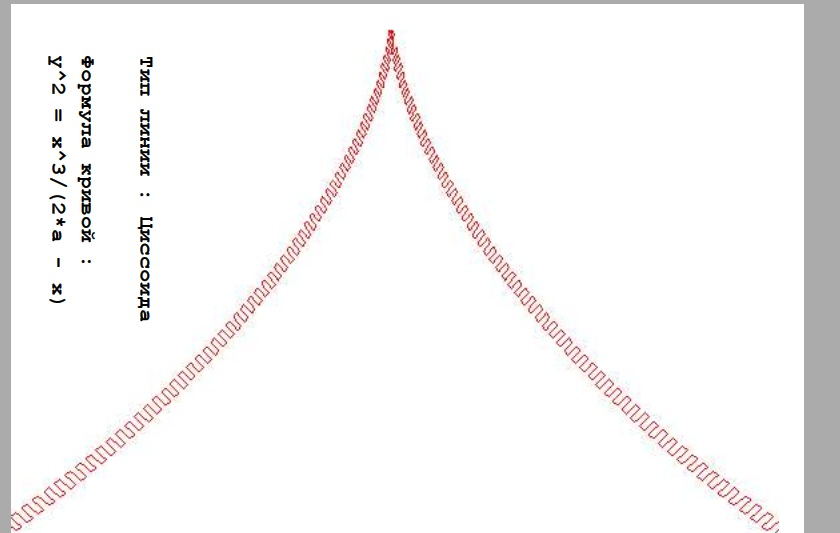 Тип линии : Циссоида
Формула кривой :
y^2 = x^3/(2*a - x)